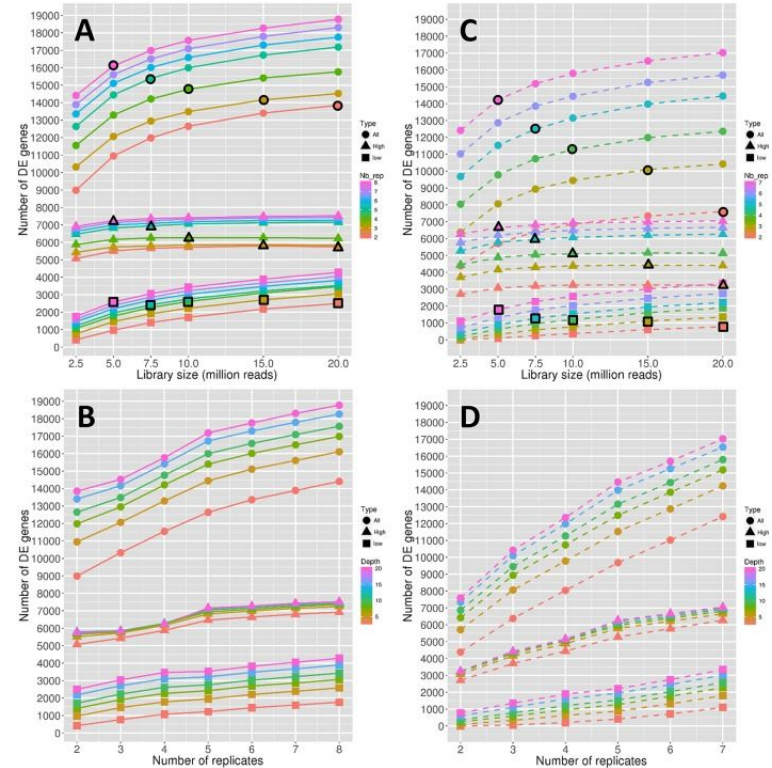 A
Number of DE genes
19000
18000
17000
16000
15000
14000
13000
12000
11000
10000
9000
8000
7000
6000
5000
4000
3000
2000
1000
0
2.5 5.0 7.5 10.0 15.0 20.0
Library size (million reads)
Type
All
High
low
Nb_rep
8
7
6
5
4
3
2
C
Number of DE genes
19000
18000
17000
16000
15000
14000
13000
12000
11000
10000
9000
8000
7000
6000
5000
4000
3000
2000
1000
0
2.5 5.0 7.5 10.0 15.0 20.0
Library size (million reads)
Type
All
High
low
Nb_rep
7
6
5
4
3
2
B
Number of DE genes
19000
18000
17000
16000
15000
14000
13000
12000
11000
10000
9000
8000
7000
6000
5000
4000
3000
2000
1000
0
2 3 4 5 6 7 8
Number of replicates
Type
All
High
low
Depth
20
15
10
5
D
Number of DE genes
19000
18000
17000
16000
15000
14000
13000
12000
11000
10000
9000
8000
7000
6000
5000
4000
3000
2000
1000
0
2 3 4 5 6 7
Number of replicates
Type
All
High
low
Depth
20
15
10
5